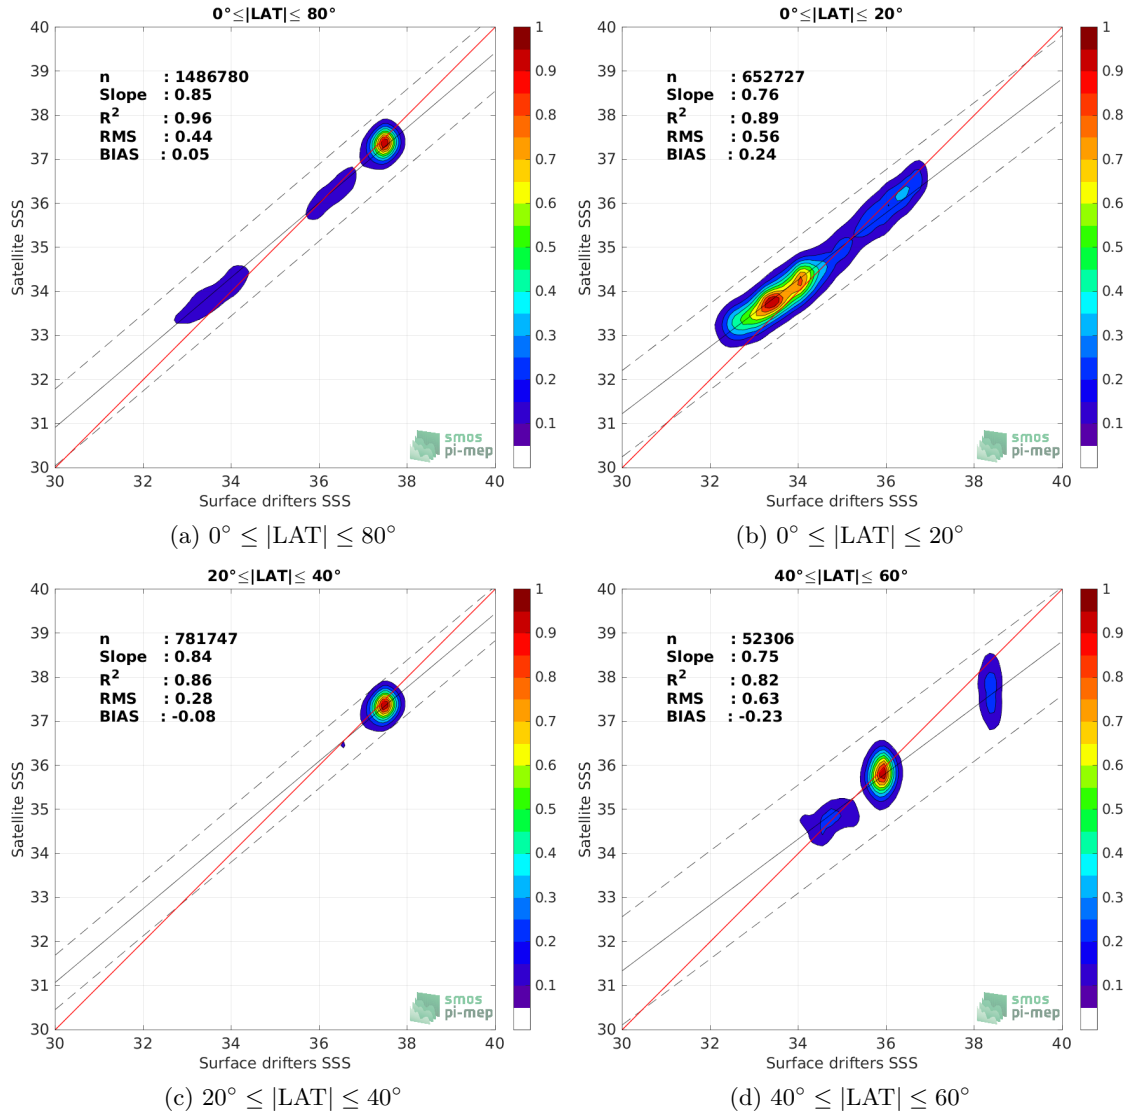 0°≤|LAT|≤ 80°
n : 1486780
Slope : 0.85
R² : 0.96
RMS : 0.44
BIAS : 0.05
Satellite SSS
40
39
38
37
36
35
34
33
32
31
30
30 32 34 36 38 40
Surface drifters SSS
1
0.9
0.8
0.7
0.6
0.5
0.4
0.3
0.2
0.1
smos
pi-mep
(a) 0° ≤ |LAT| ≤ 80°
0°≤|LAT|≤ 20°
n : 652727
Slope : 0.76
R² : 0.89
RMS : 0.56
BIAS : 0.24
Satellite SSS
40
39
38
37
36
35
34
33
32
31
30
30 32 34 36 38 40
Surface drifters SSS
1
0.9
0.8
0.7
0.6
0.5
0.4
0.3
0.2
0.1
smos
pi-mep
(b) 0° ≤ |LAT| ≤ 20°
20°≤|LAT|≤ 40°
n : 781747
Slope : 0.84
R² : 0.86
RMS : 0.28
BIAS : -0.08
Satellite SSS
40
39
38
37
36
35
34
33
32
31
30
30 32 34 36 38 40
Surface drifters SSS
1
0.9
0.8
0.7
0.6
0.5
0.4
0.3
0.2
0.1
smos
pi-mep
(c) 20° ≤ |LAT| ≤ 40°
40°≤|LAT|≤ 60°
n : 52306
Slope : 0.75
R² : 0.82
RMS : 0.63
BIAS : -0.23
Satellite SSS
40
39
38
37
36
35
34
33
32
31
30
30 32 34 36 38 40
Surface drifters SSS
1
0.9
0.8
0.7
0.6
0.5
0.4
0.3
0.2
0.1
smos
pi-mep
(d) 40° ≤ |LAT| ≤ 60°